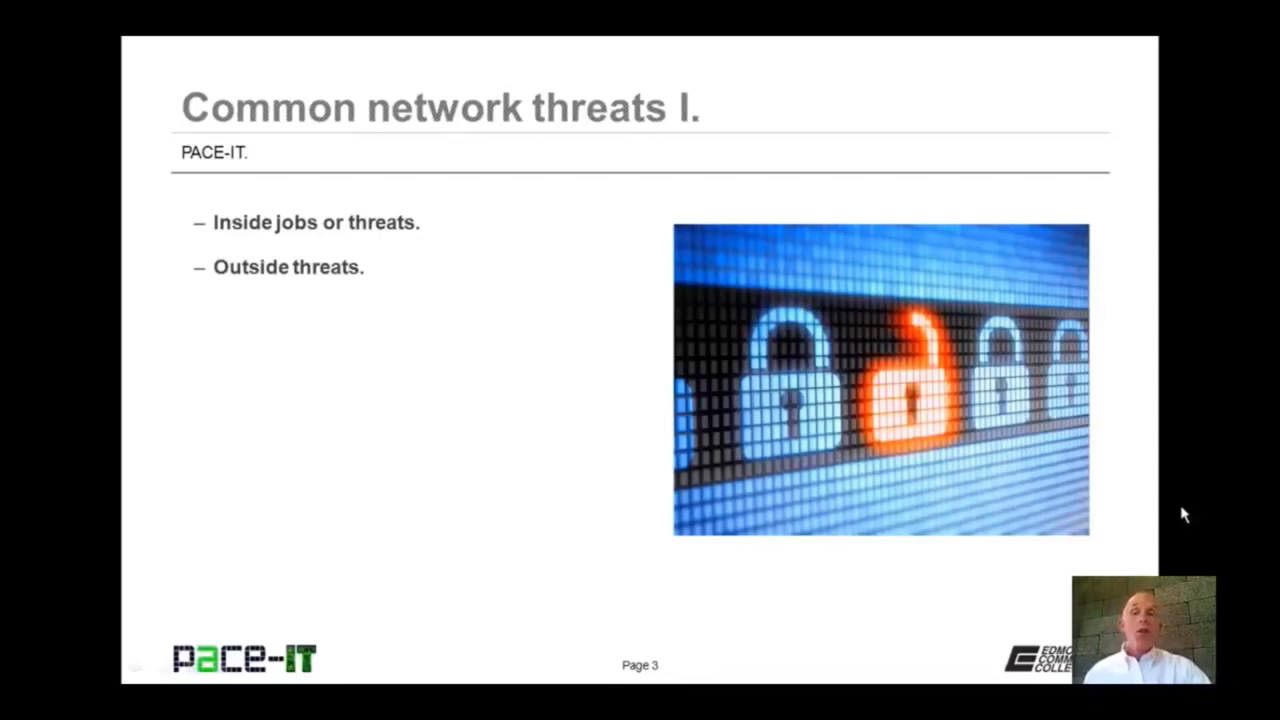 Common network threats I.
PACE-IT.
– Inside jobs or threats.
– Outside threats.
pace-IT
Page 3